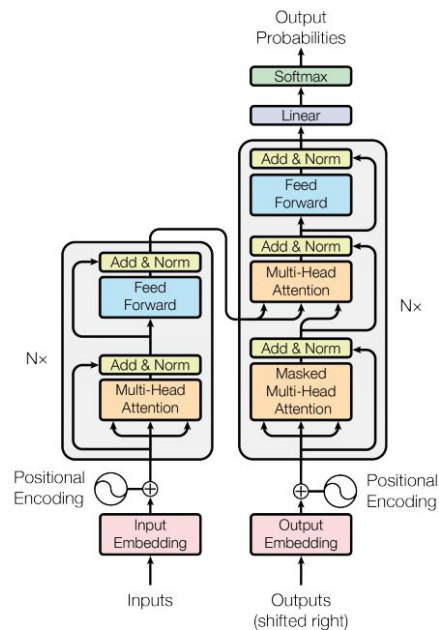 Output
Probabilities
Softmax
Linear
Add & Norm
Feed
Forward
Add & Norm
Multi-Head
Attention
N×
Add & Norm
Masked
Multi-Head
Attention
Add & Norm
Feed
Forward
N×
Add & Norm
Multi-Head
Attention
Positional
Encoding
Positional
Encoding
Input
Embedding
Output
Embedding
Inputs
Outputs
(shifted right)